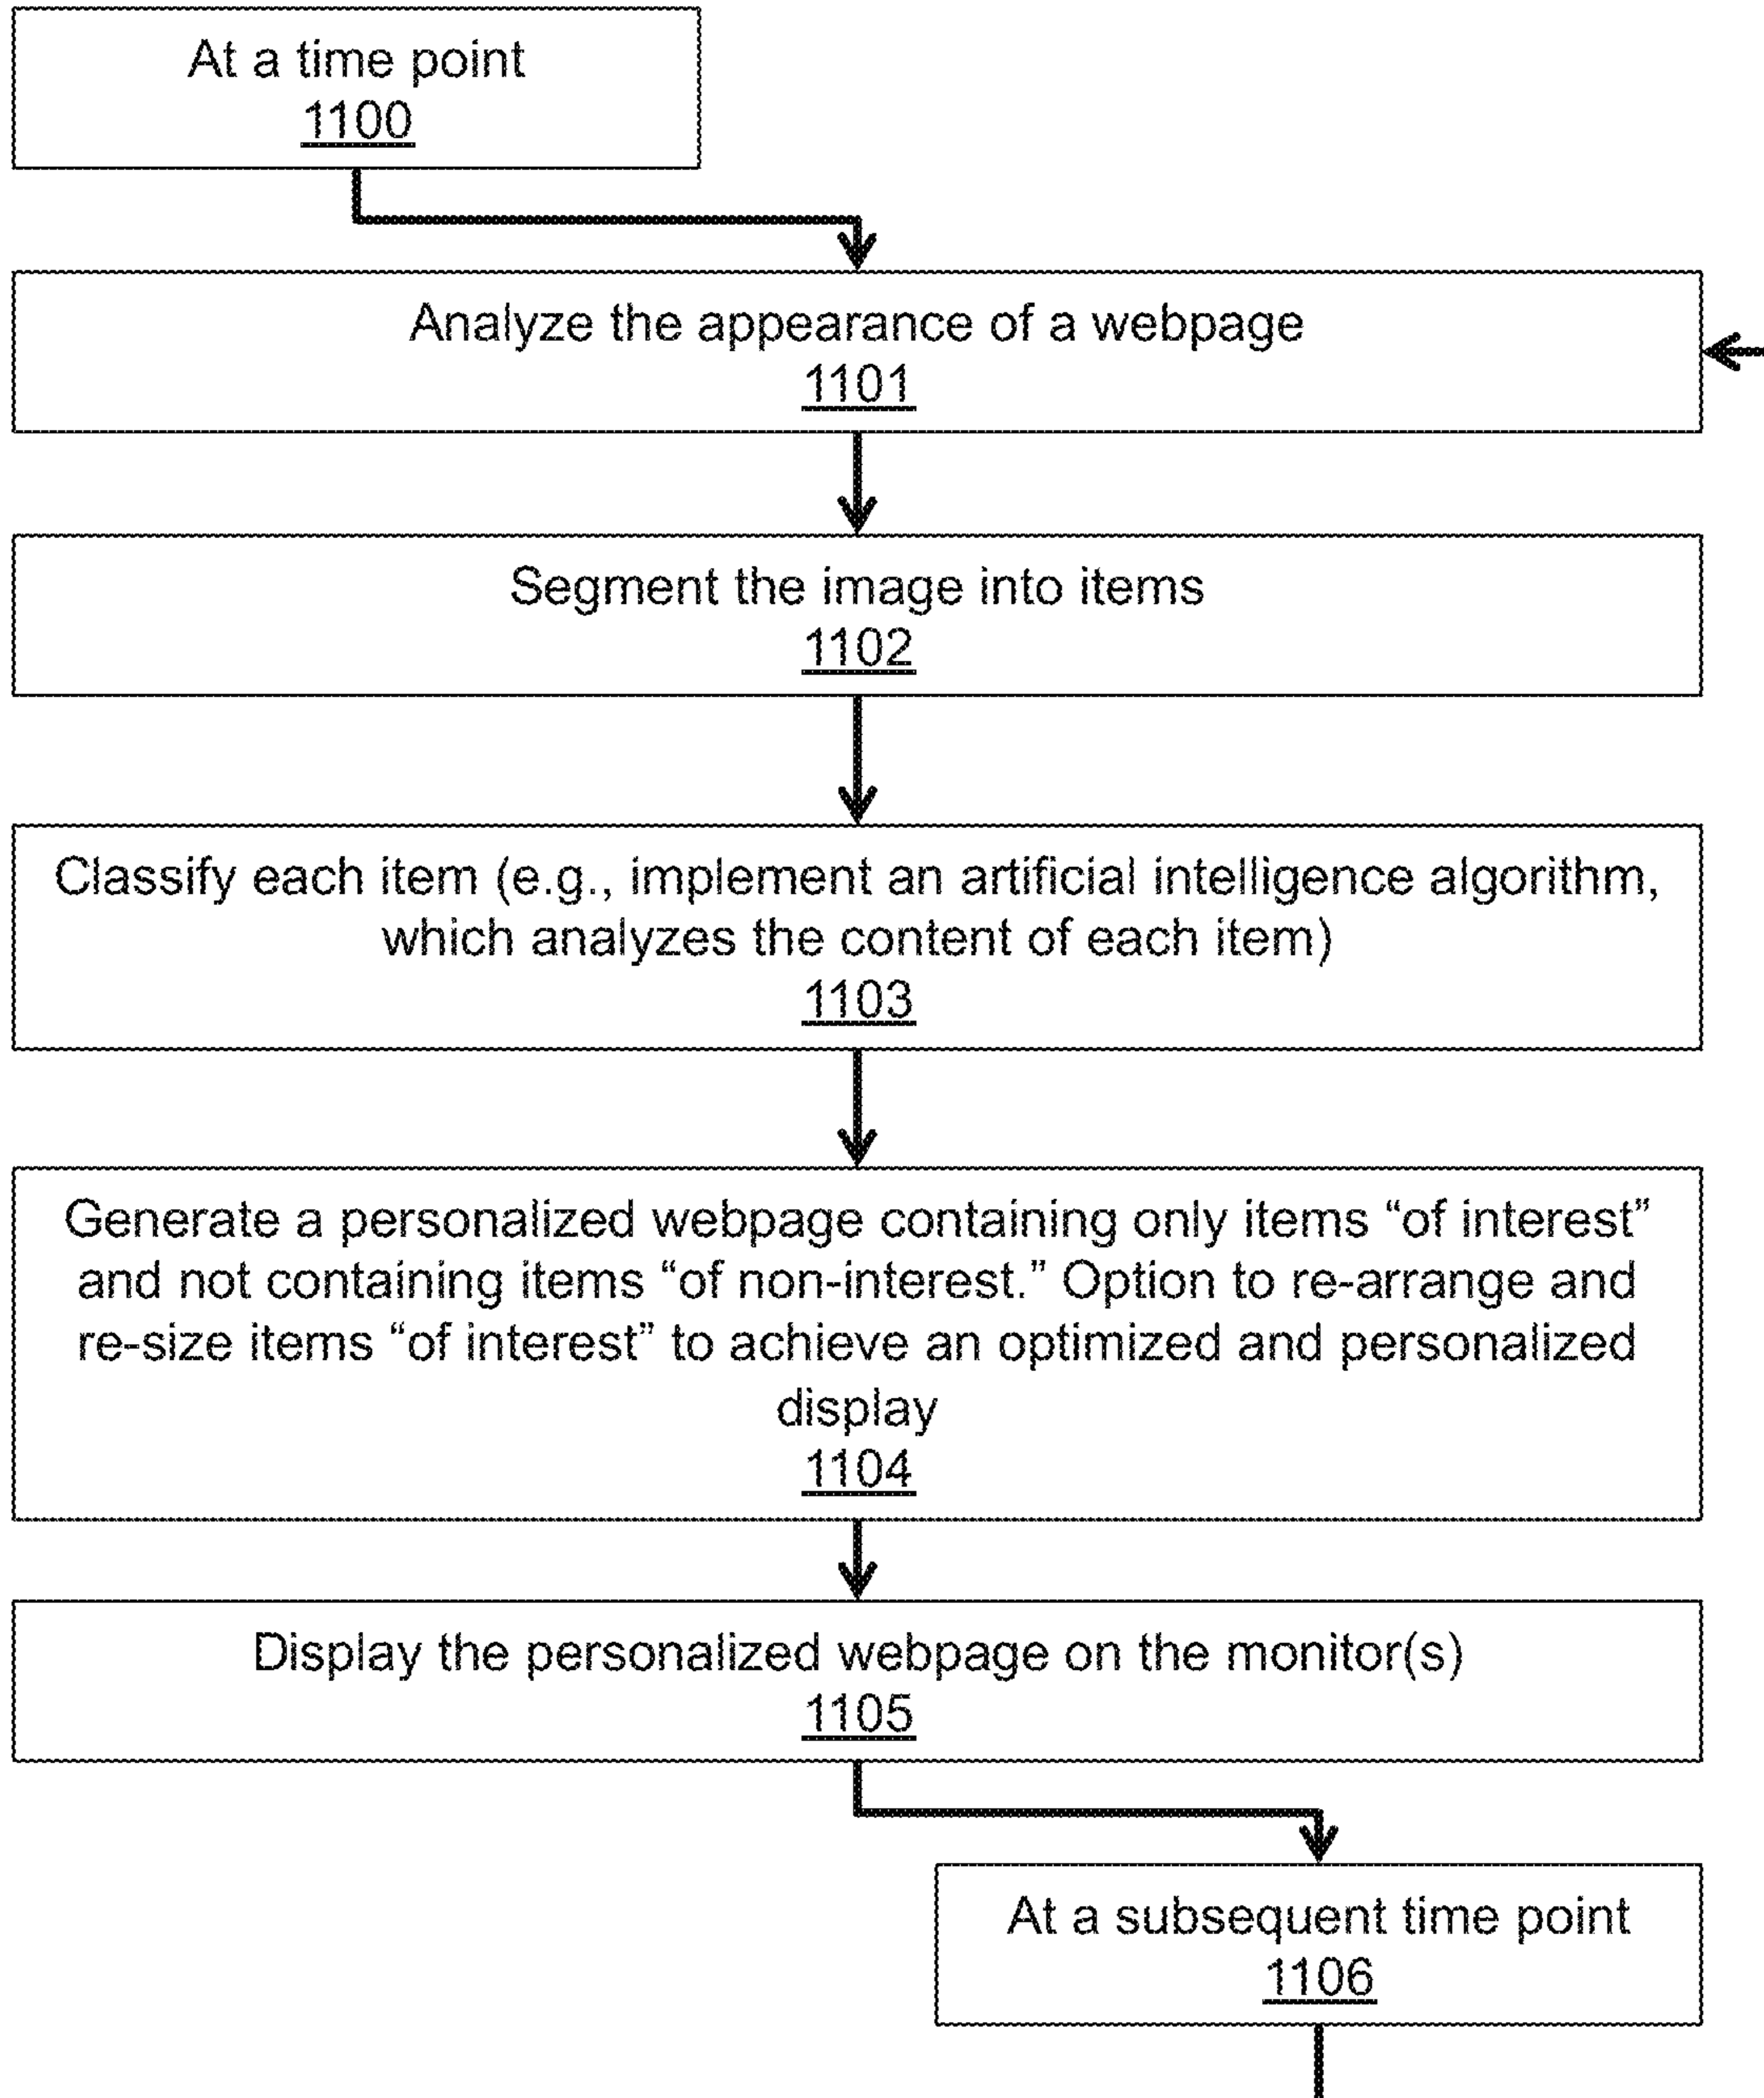 At a time point
1100
Analyze the appearance of a webpage
1101
Segment the image into items
1102
Classify each item (e.g., implement an artificial intelligence algorithm,
which analyzes the content of each item)
1103
Generate a personalized webpage containing only items “of interest”
and not containing items “of non-interest.” Option to re-arrange and
re-size items “of interest” to achieve an optimized and personalized
display
1104
Display the personalized webpage on the monitor(s)
1105
At a subsequent time point
1106